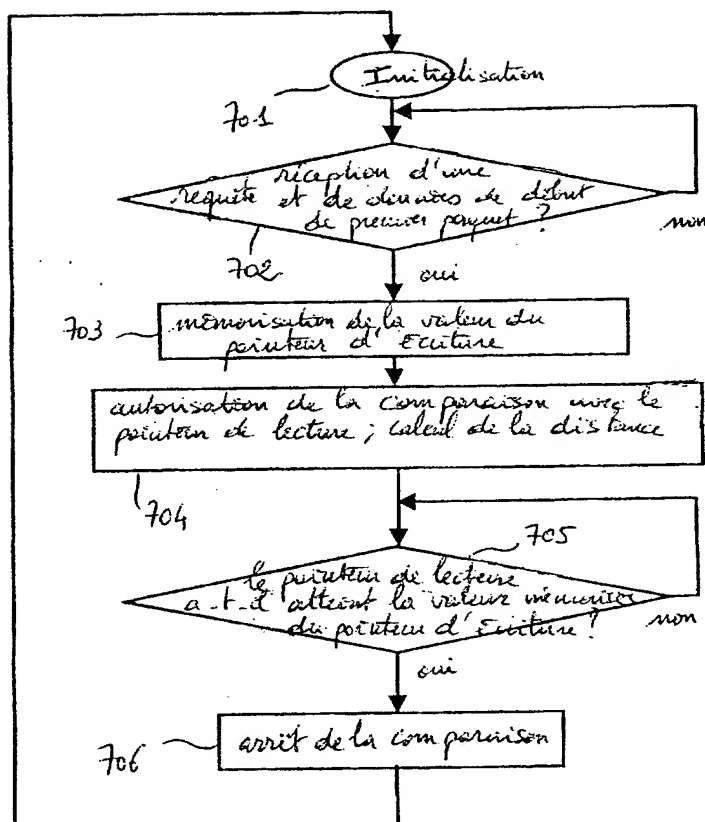 Initialisation
701
réception d'une
requête et de données de début
de premier paquet ?
non
702
oui
703
mémorisation de la valeur du
pointeur d'écriture
autorisation de la comparaison avec le
pointeur de lecture ; calcul de la distance
704
705
le pointeur de lecture
a-t-il atteint la valeur mémorisée
du pointeur d'écriture ?
non
oui
706
arrêt de la comparaison